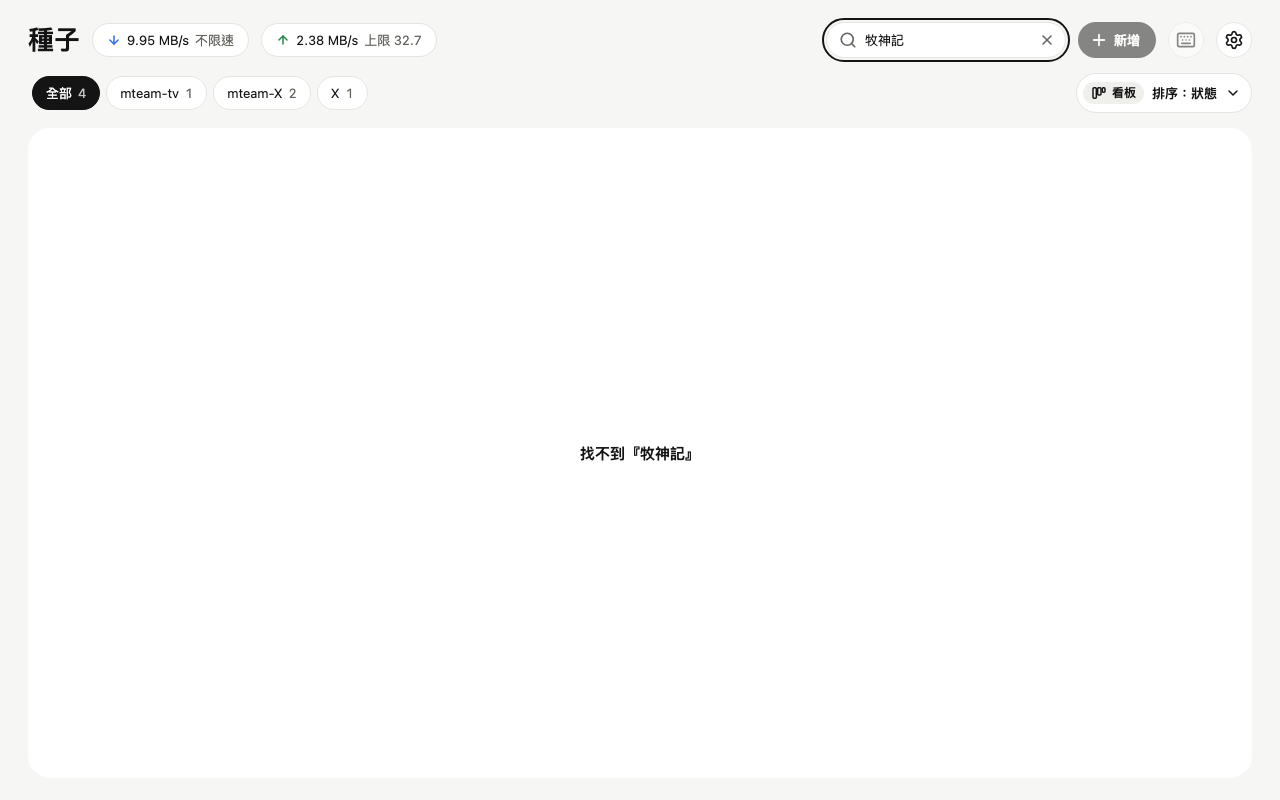 種子
9.95 MB/s 不限速
2.38 MB/s 上限 32.7
牧神記
新增
全部 4
mteam-tv 1
mteam-X 2
X 1
看板
排序：狀態
找不到『牧神記』